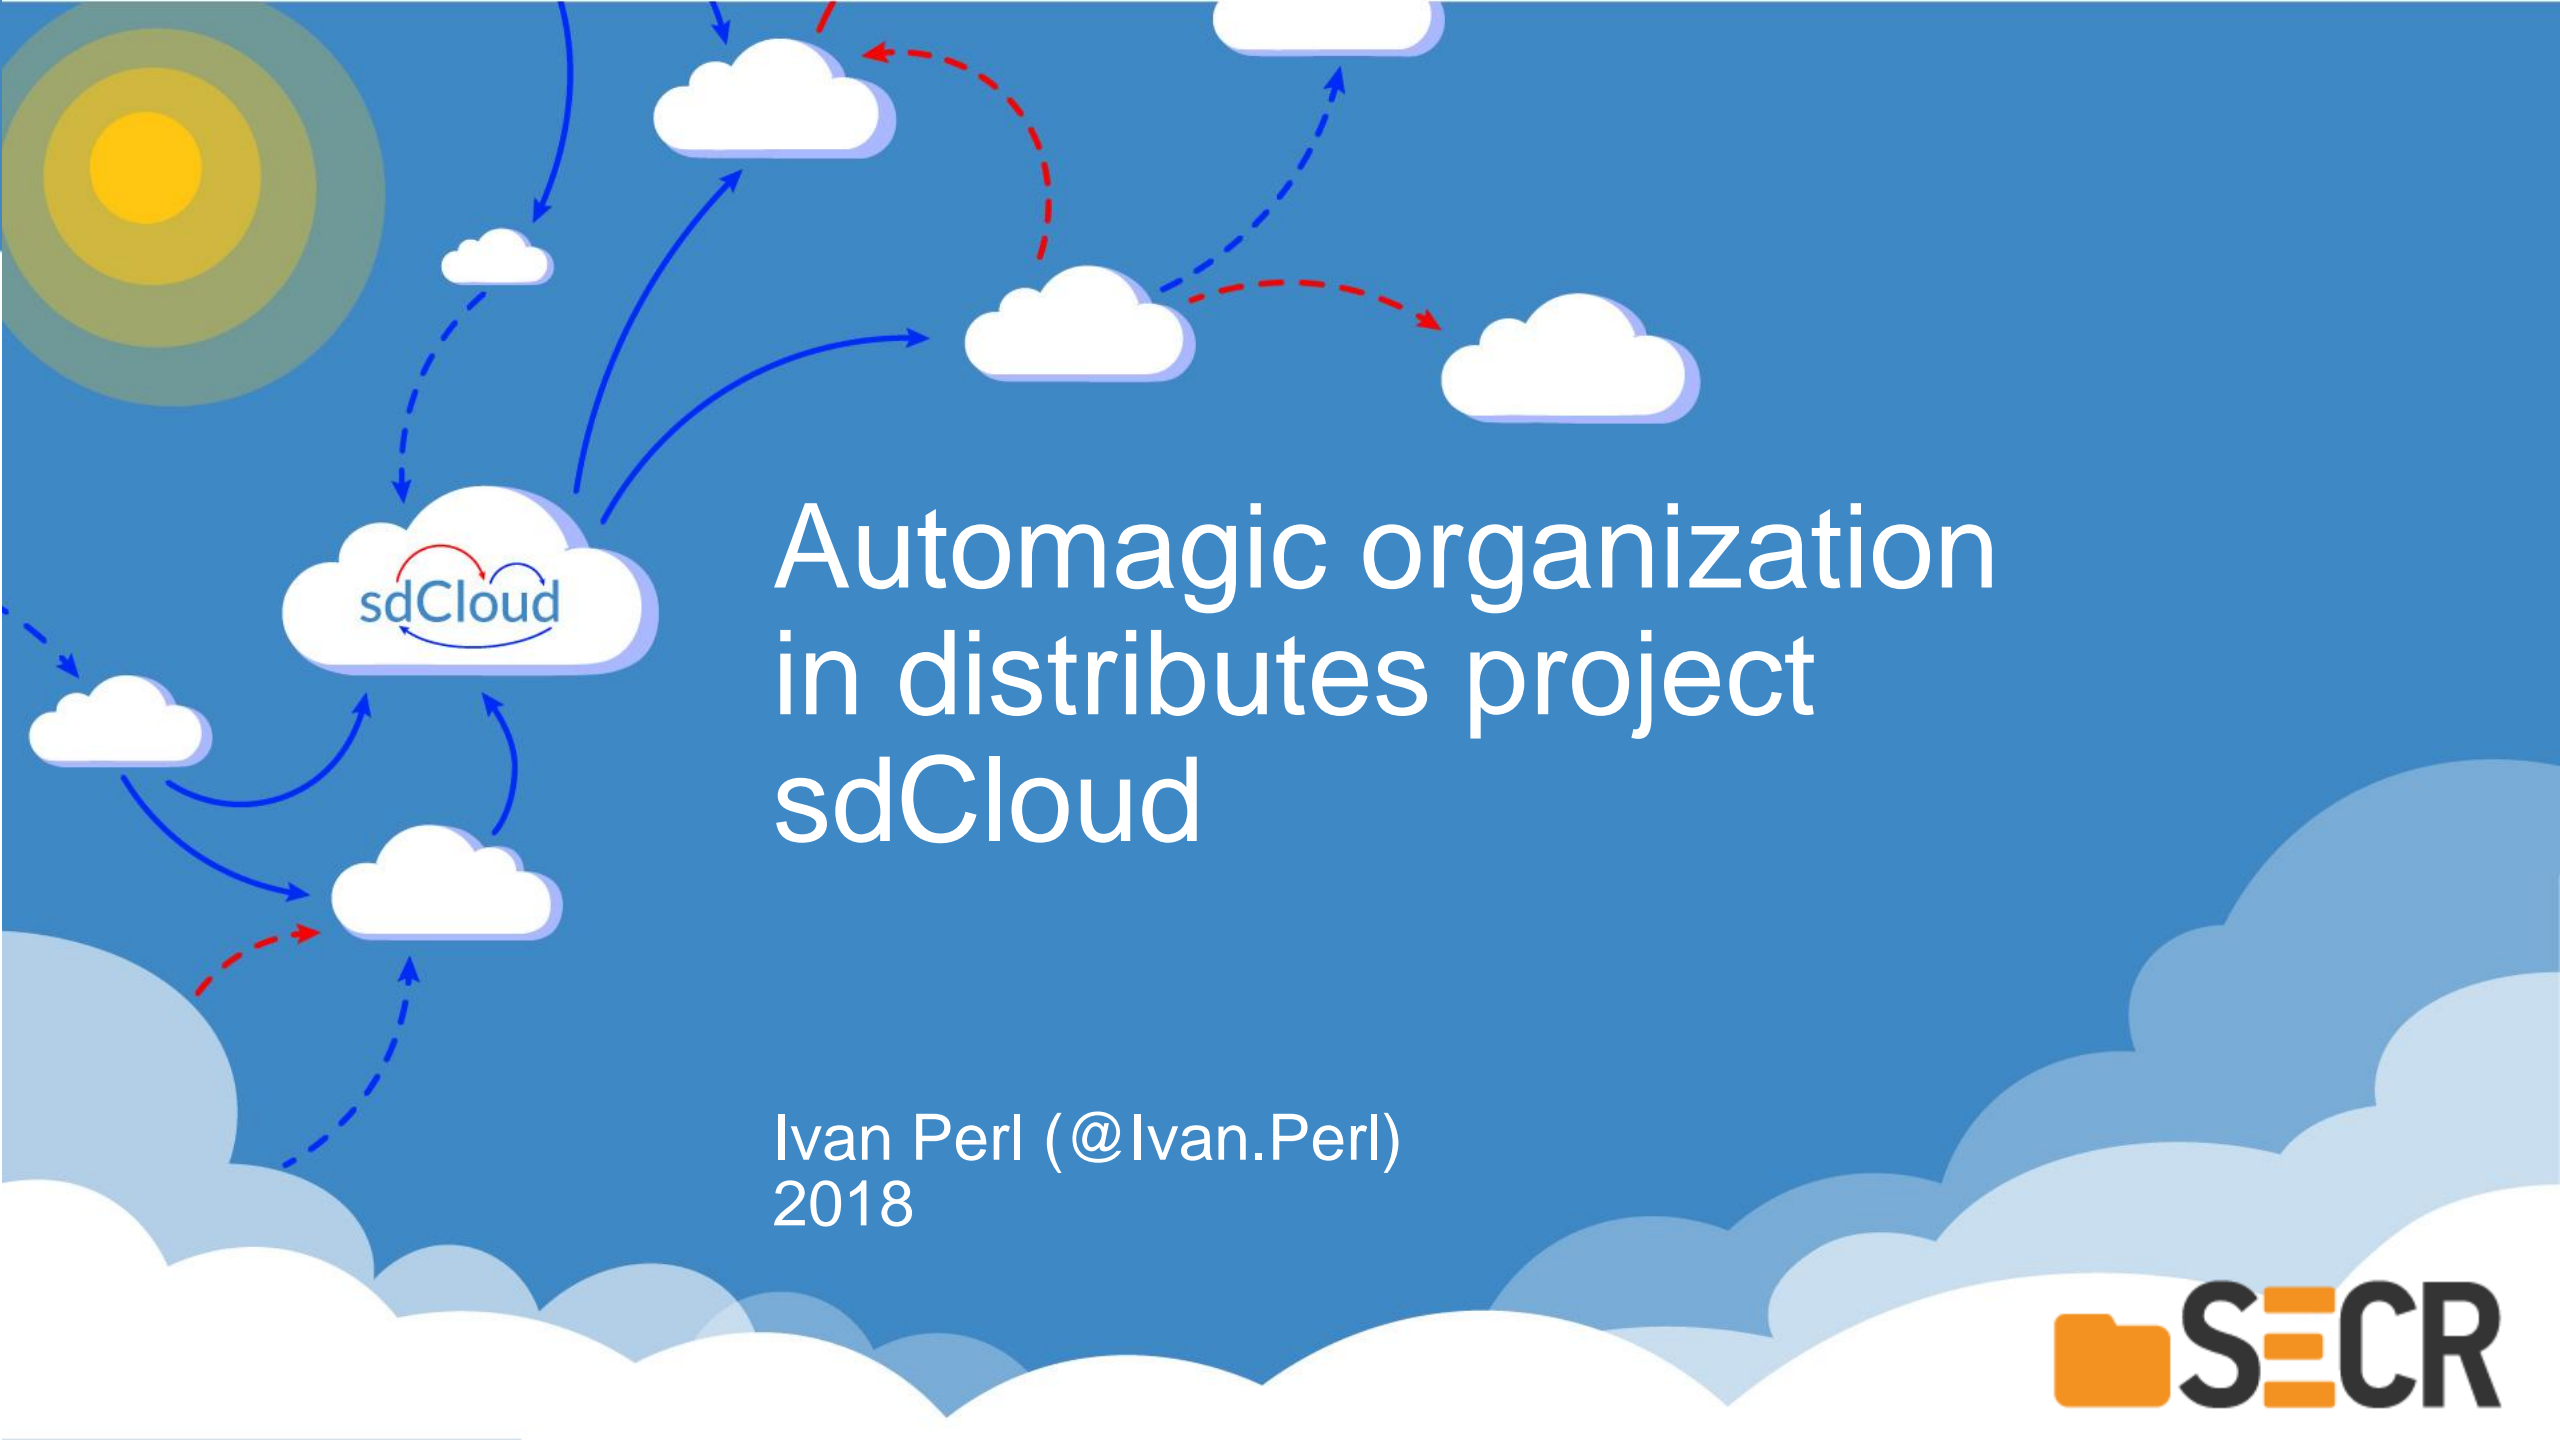 sdCloud
Automagic organization
in distributes project
sdCloud
Ivan Perl (@Ivan.Perl)
2018
SECR